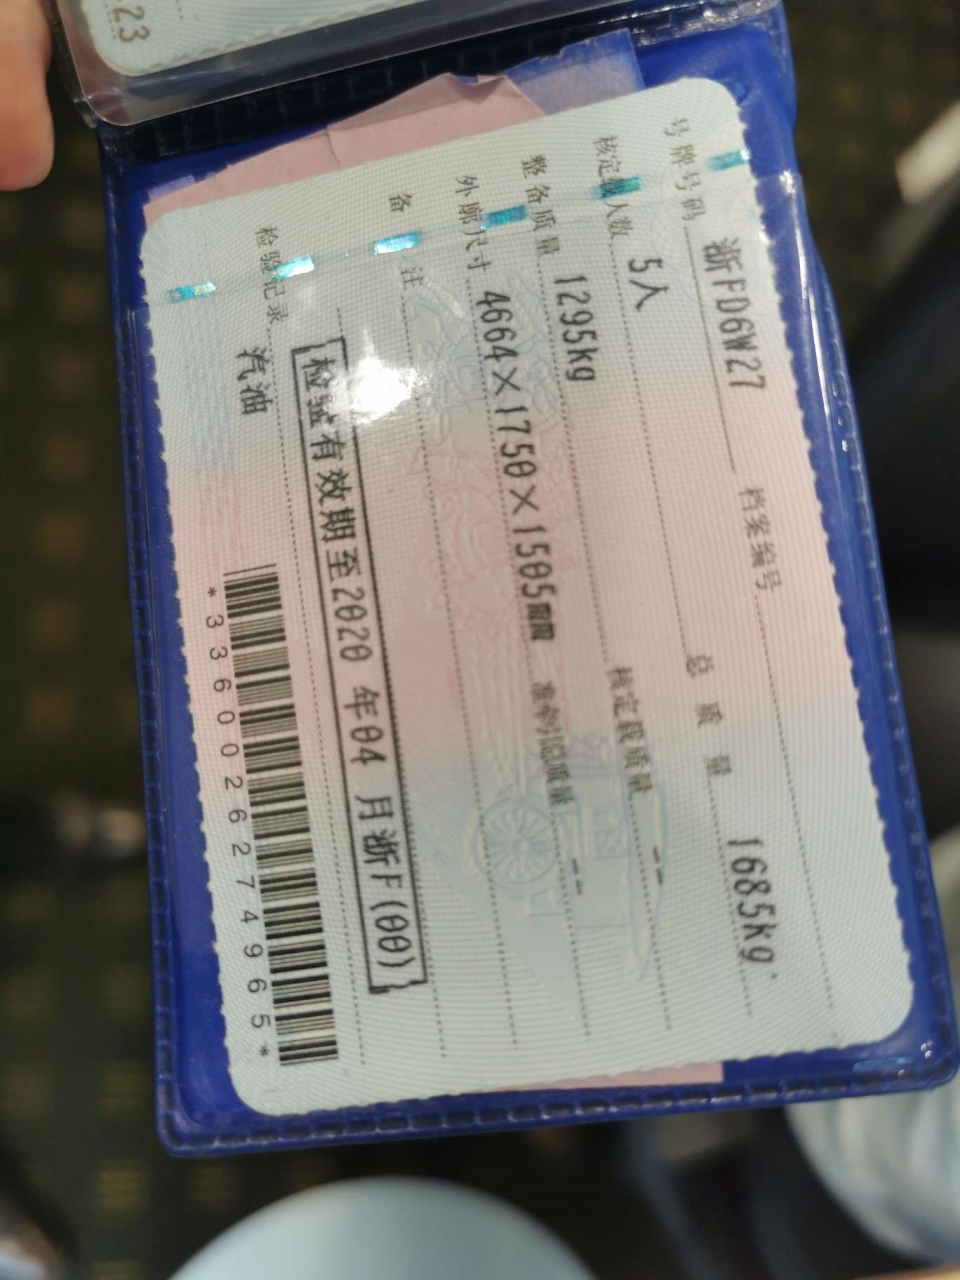 23
号牌号码 浙FD6W27 档案编号
核定载人数 5人 总质量 1685kg
整备质量 1295kg 核定载质量 --
外廓尺寸 4664×1750×1505mm 准牵引总质量 --
备注
检验有效期至2020年04月浙F(00)
检验记录 汽油
*3360026274965*